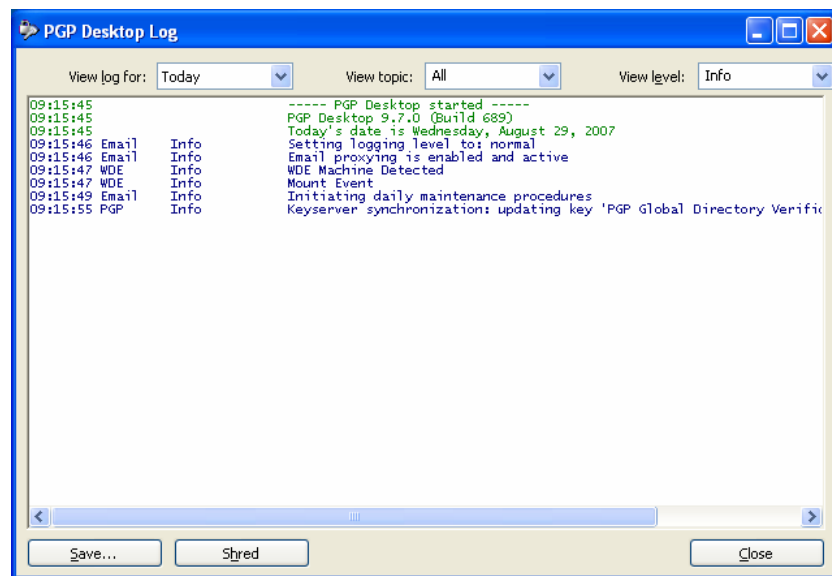 PGP Desktop Log
View log for: Today View topic: All View level: Info
09:15:45 ----- PGP Desktop started -----
09:15:45 PGP Desktop 9.7.0 (Build 689)
09:15:45 Today's date is Wednesday, August 29, 2007
09:15:46 Email Info Setting logging level to: normal
09:15:46 Email Info Email proxying is enabled and active
09:15:47 WDE Info WDE Machine Detected
09:15:47 WDE Info Mount Event
09:15:49 Email Info Initiating daily maintenance procedures
09:15:55 PGP Info Keyserver synchronization: updating key 'PGP Global Directory Verific
Save... Shred Close